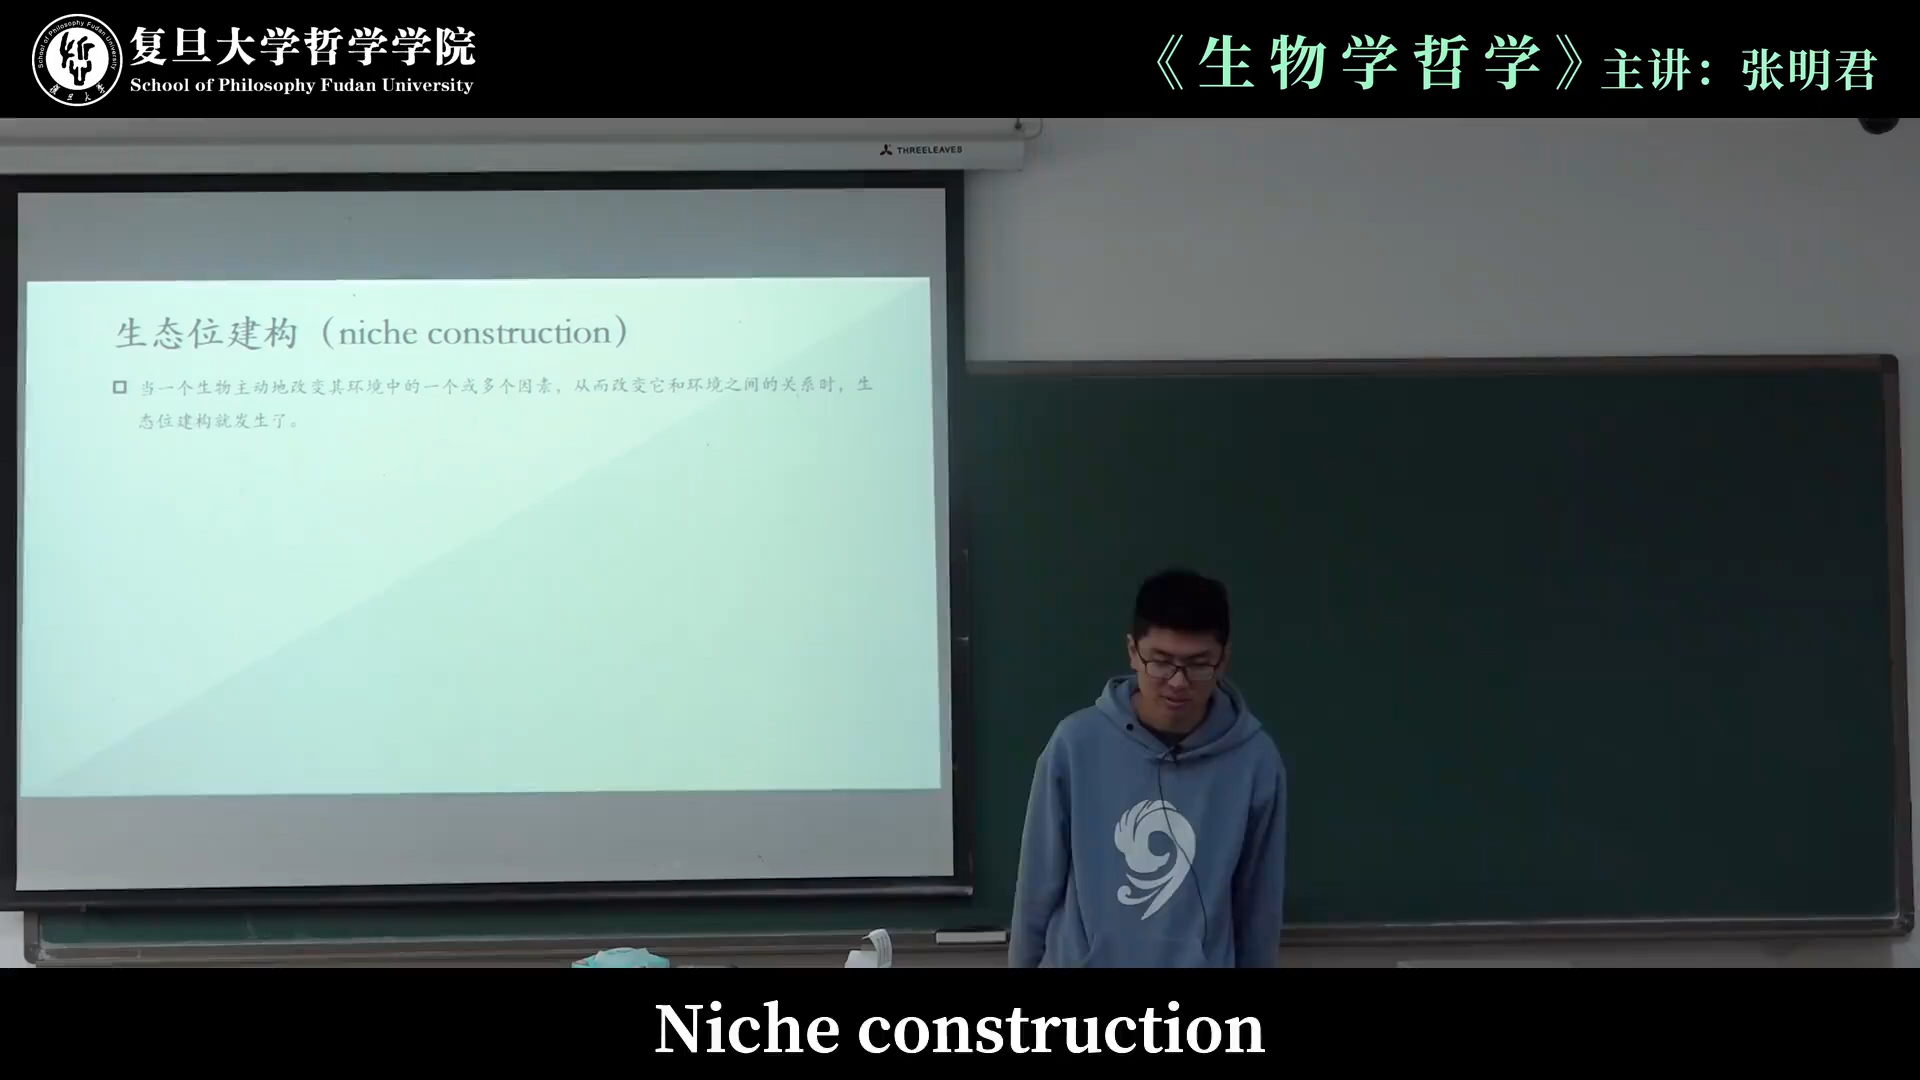 复旦大学哲学学院
School of Philosophy Fudan University
《生物学哲学》主讲：张明君
THREELEAVES
生态位建构（niche construction）
当一个生物主动地改变其环境中的一个或多个因素，从而改变它和环境之间的关系时，生
态位建构就发生了。
Niche construction